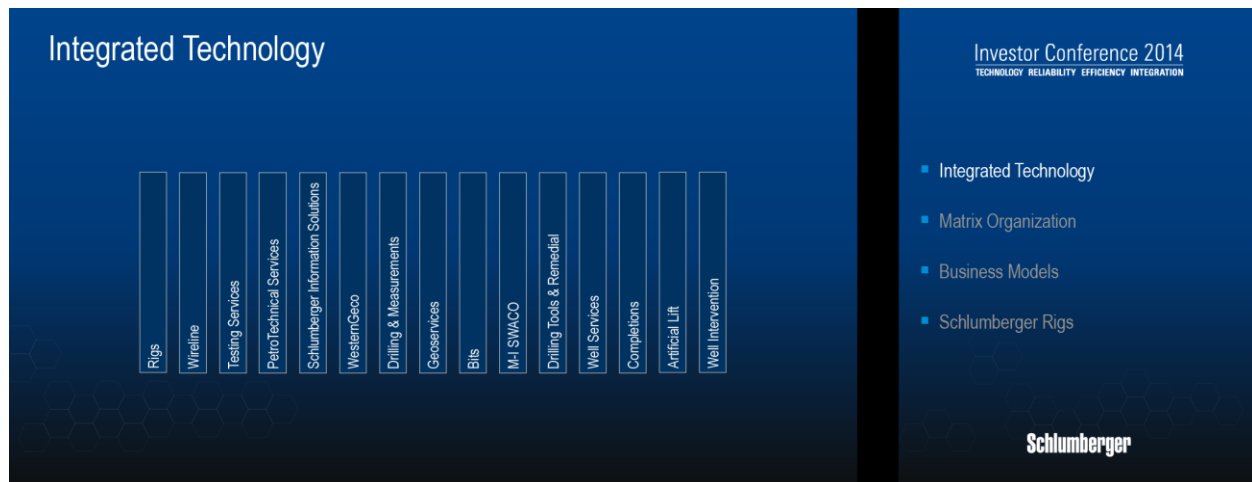 Integrated Technology
Rigs
Wireline
Testing Services
PetroTechnical Services
Schlumberger Information Solutions
WesternGeco
Drilling & Measurements
Geoservices
Bits
M-I SWACO
Drilling Tools & Remedial
Well Services
Completions
Artificial Lift
Well Intervention
Investor Conference 2014
TECHNOLOGY RELIABILITY EFFICIENCY INTEGRATION
Integrated Technology
Matrix Organization
Business Models
Schlumberger Rigs
Schlumberger